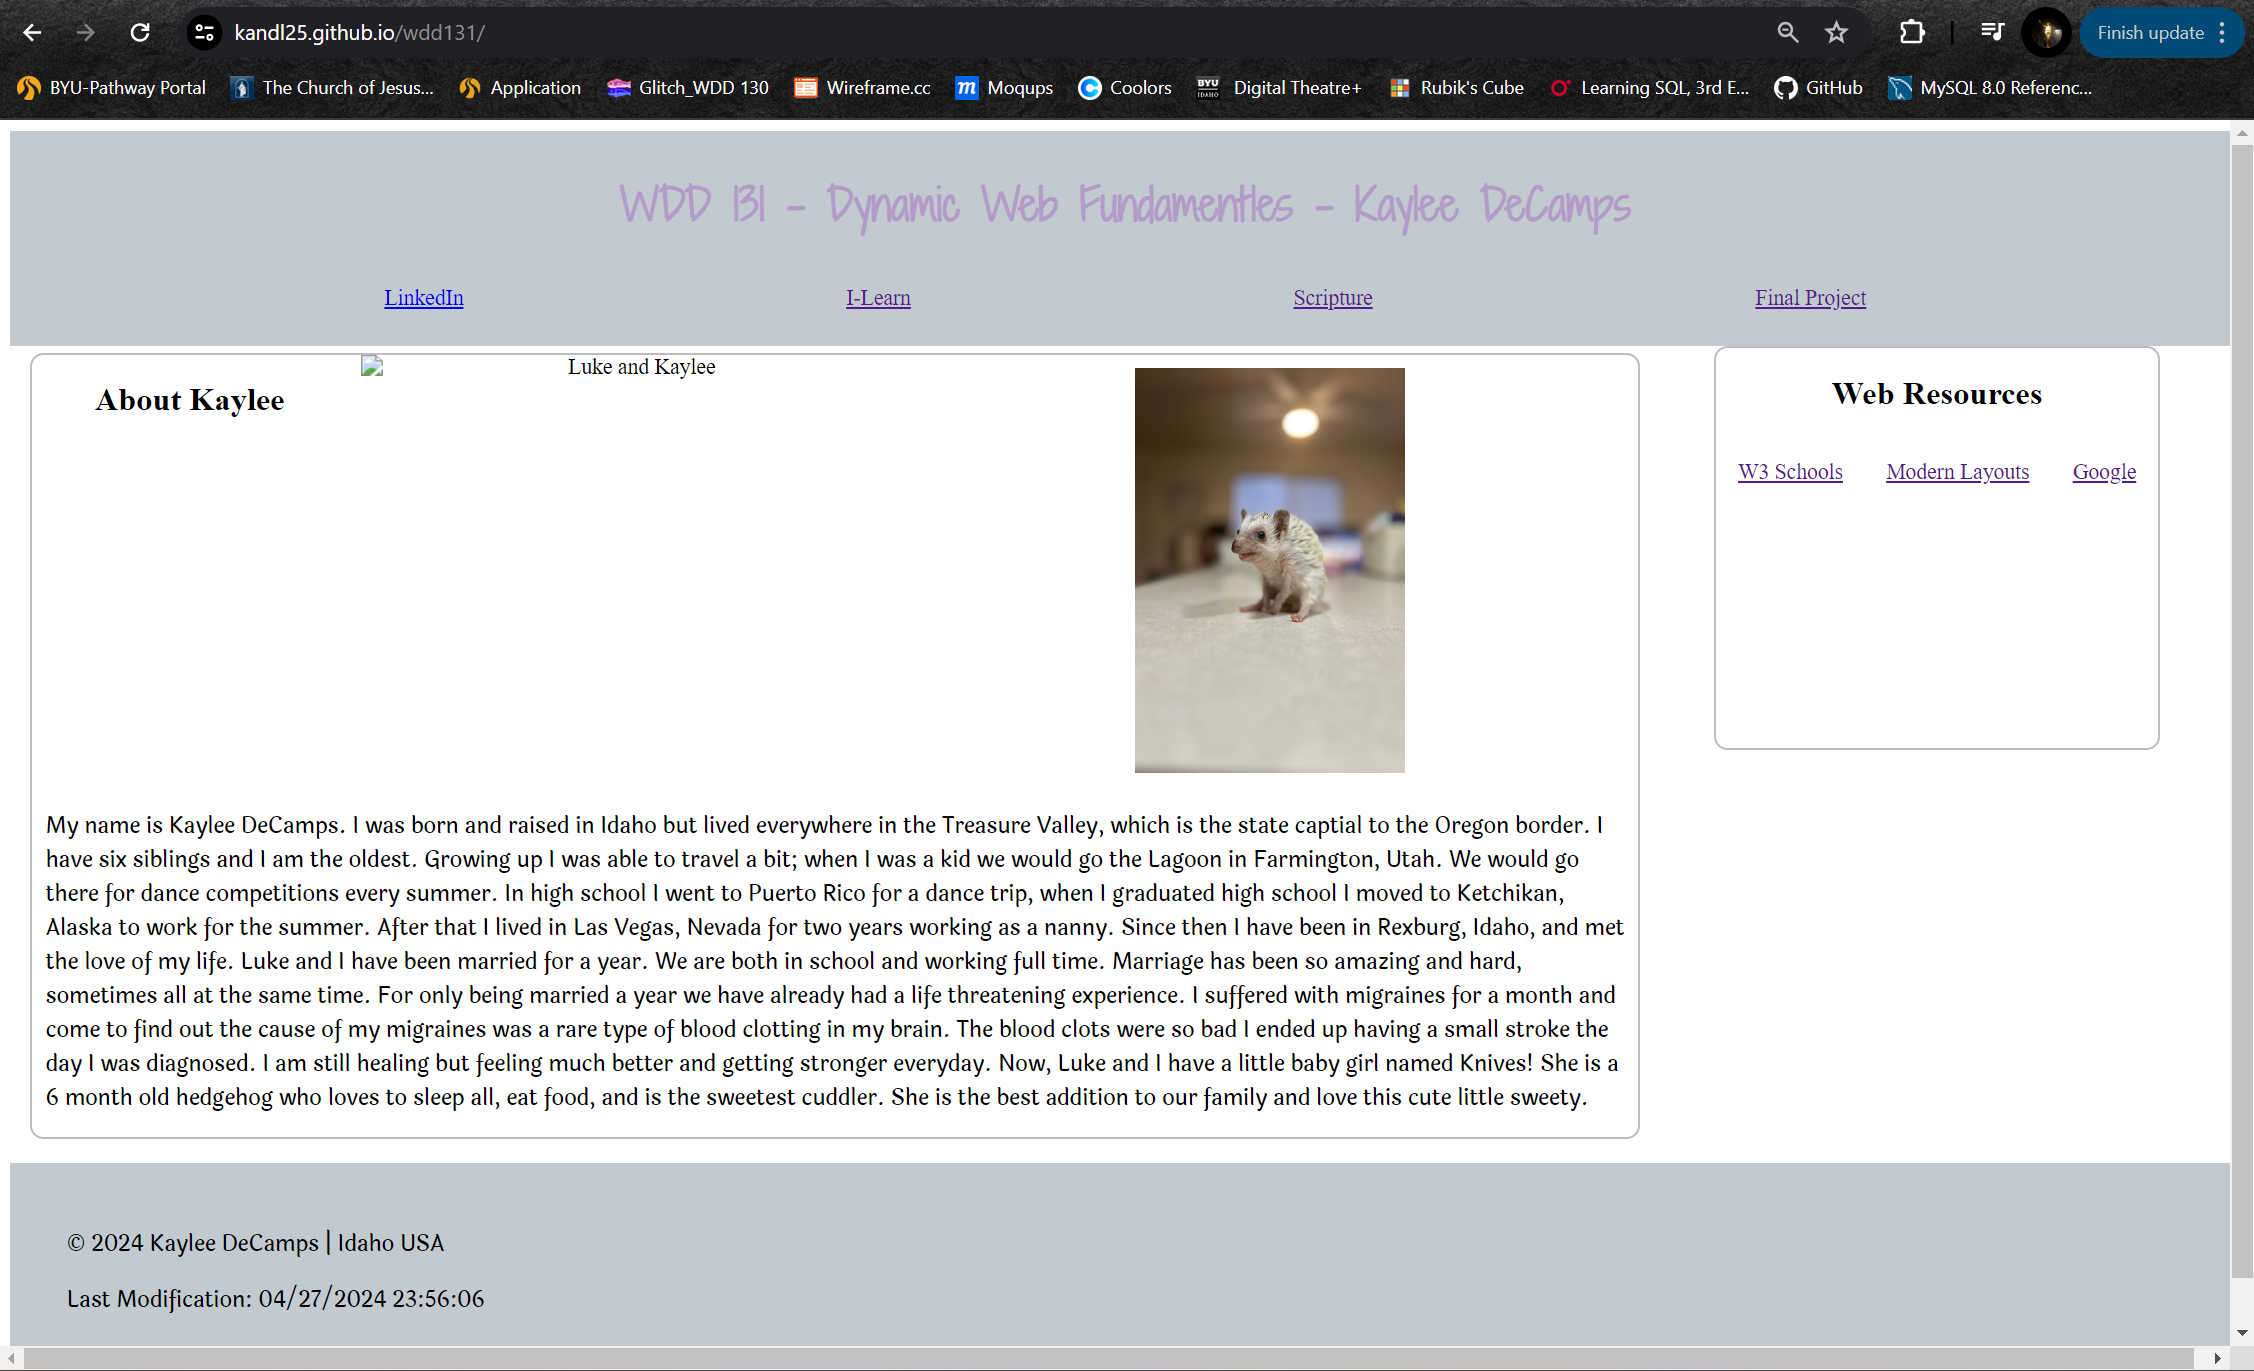 kandl25.github.io/wdd131/
Finish update
BYU-Pathway Portal
The Church of Jesus...
Application
Glitch_WDD 130
Wireframe.cc
m Moqups
Coolors
BYU IDAHO Digital Theatre+
Rubik's Cube
Learning SQL, 3rd E...
GitHub
MySQL 8.0 Referenc...
WDD 131 - Dynamic Web Fundamentles - Kaylee DeCamps
LinkedIn
I-Learn
Scripture
Final Project
About Kaylee
Luke and Kaylee
Web Resources
W3 Schools
Modern Layouts
Google
My name is Kaylee DeCamps. I was born and raised in Idaho but lived everywhere in the Treasure Valley, which is the state captial to the Oregon border. I
have six siblings and I am the oldest. Growing up I was able to travel a bit; when I was a kid we would go the Lagoon in Farmington, Utah. We would go
there for dance competitions every summer. In high school I went to Puerto Rico for a dance trip, when I graduated high school I moved to Ketchikan,
Alaska to work for the summer. After that I lived in Las Vegas, Nevada for two years working as a nanny. Since then I have been in Rexburg, Idaho, and met
the love of my life. Luke and I have been married for a year. We are both in school and working full time. Marriage has been so amazing and hard,
sometimes all at the same time. For only being married a year we have already had a life threatening experience. I suffered with migraines for a month and
come to find out the cause of my migraines was a rare type of blood clotting in my brain. The blood clots were so bad I ended up having a small stroke the
day I was diagnosed. I am still healing but feeling much better and getting stronger everyday. Now, Luke and I have a little baby girl named Knives! She is a
6 month old hedgehog who loves to sleep all, eat food, and is the sweetest cuddler. She is the best addition to our family and love this cute little sweety.
© 2024 Kaylee DeCamps | Idaho USA
Last Modification: 04/27/2024 23:56:06